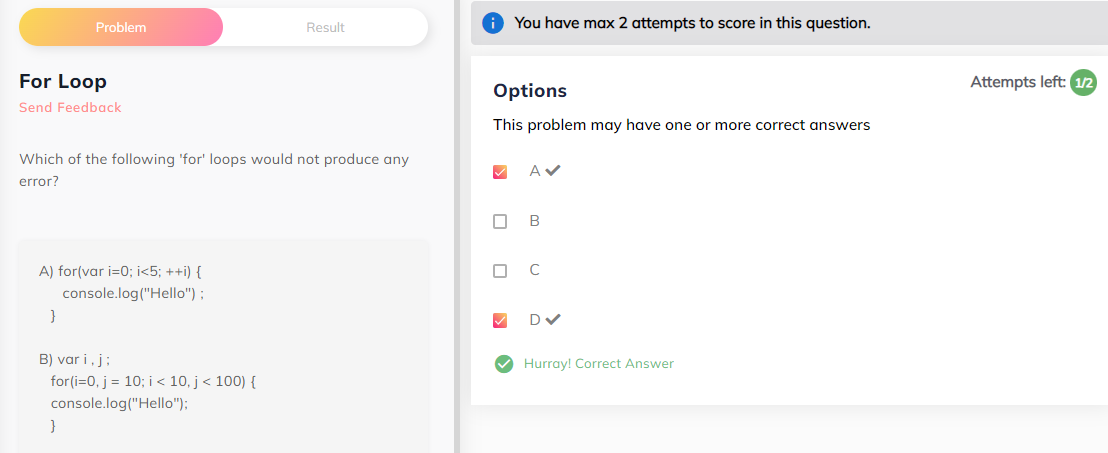 Problem
Result
For Loop
Send Feedback
Which of the following 'for' loops would not produce any
error?
A) for(var i=0; i<5; ++i) {
console.log("Hello") ;
}
B) var i , j ;
for(i=0, j = 10; i < 10, j < 100) {
console.log("Hello");
}
You have max 2 attempts to score in this question.
Attempts left: 1/2
Options
This problem may have one or more correct answers
A
B
C
D
Hurray! Correct Answer